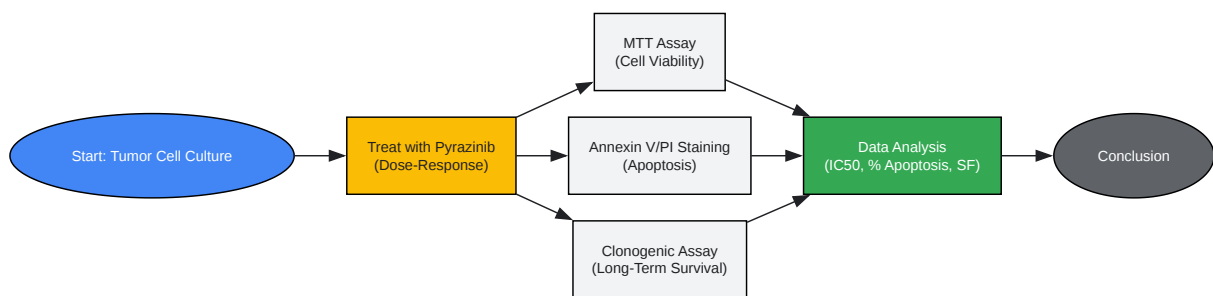 Start: Tumor Cell Culture
Treat with Pyrazinib
(Dose-Response)
MTT Assay
(Cell Viability)
Annexin V/PI Staining
(Apoptosis)
Clonogenic Assay
(Long-Term Survival)
Data Analysis
(IC50, % Apoptosis, SF)
Conclusion